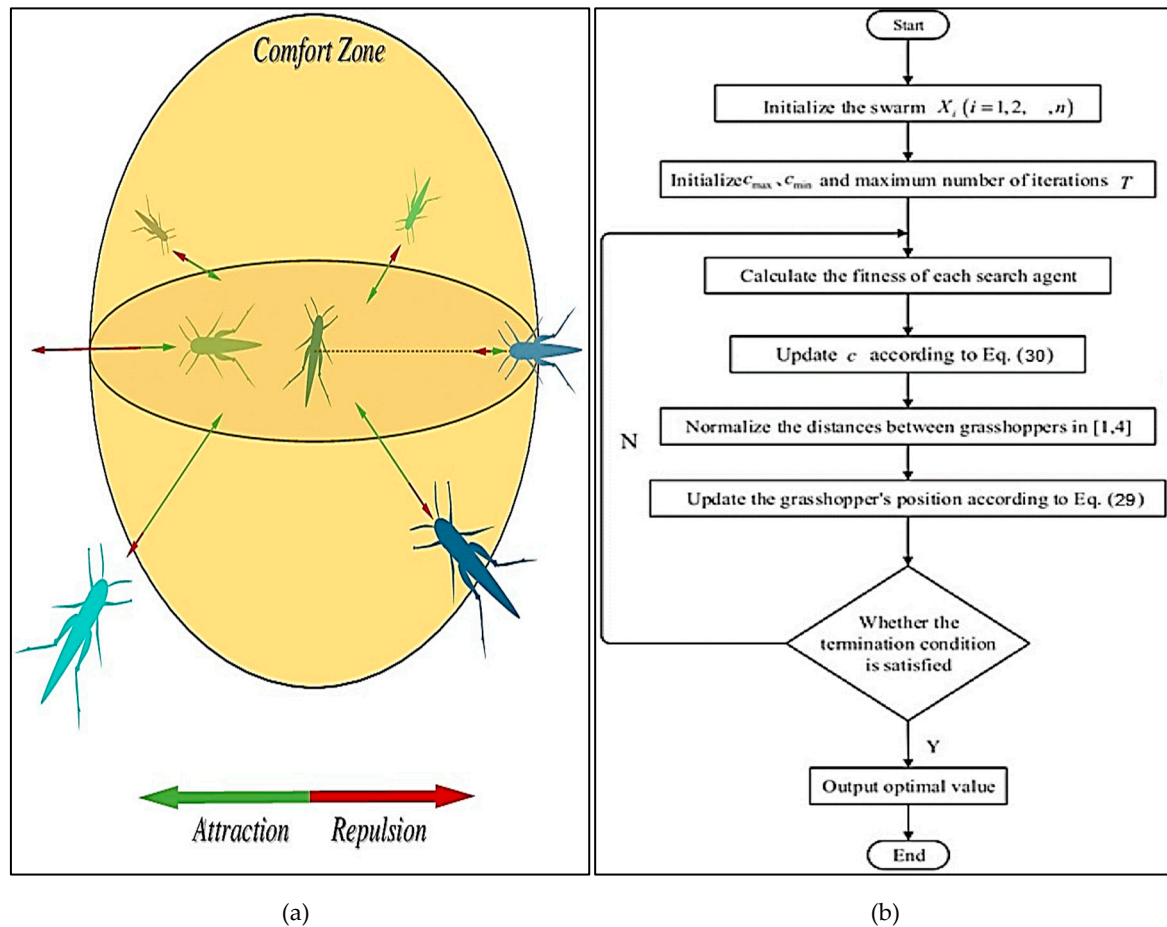 Comfort Zone
Attraction
Repulsion
(a)
Start
Initialize the swarm X_i (i=1,2, ,n)
Initializec_max、c_min and maximum number of iterations T
Calculate the fitness of each search agent
Update c according to Eq. (30)
Normalize the distances between grasshoppers in [1,4]
Update the grasshopper's position according to Eq. (29)
Whether the
termination condition
is satisfied
N
Y
Output optimal value
End
(b)